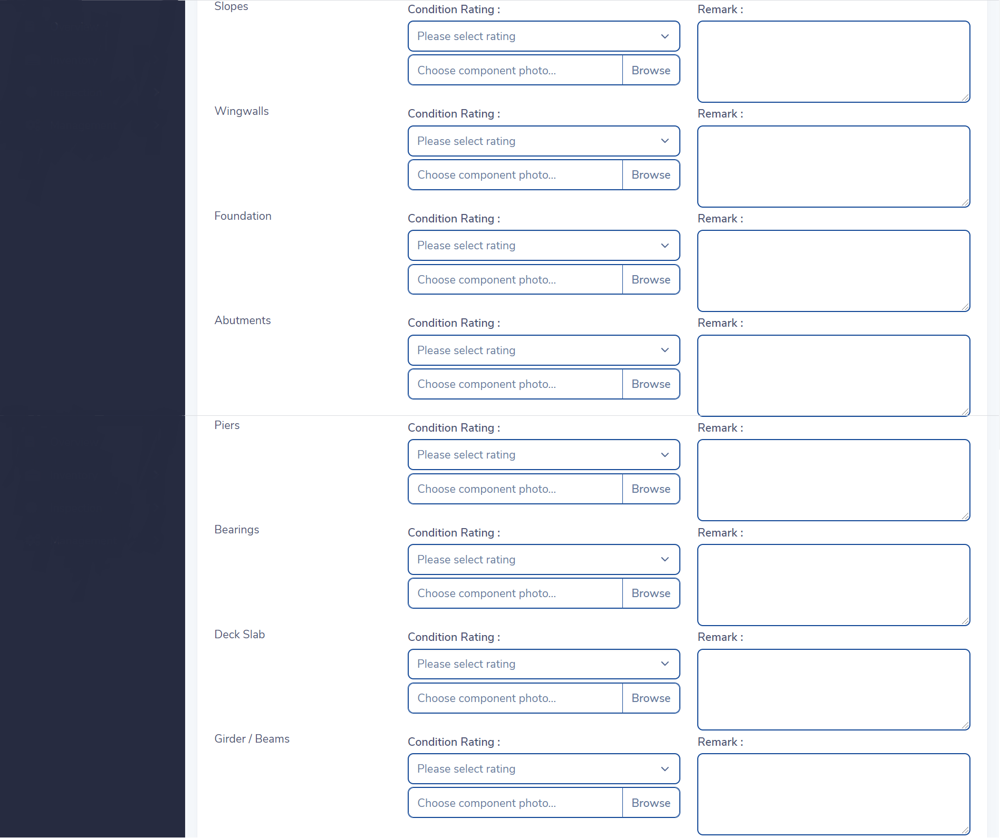 Slopes
Condition Rating :
Remark :
Please select rating
Choose component photo...
Browse
Wingwalls
Condition Rating :
Remark :
Please select rating
Choose component photo...
Browse
Foundation
Condition Rating :
Remark :
Please select rating
Choose component photo...
Browse
Abutments
Condition Rating :
Remark :
Please select rating
Choose component photo...
Browse
Piers
Condition Rating :
Remark :
Please select rating
Choose component photo...
Browse
Bearings
Condition Rating :
Remark :
Please select rating
Choose component photo...
Browse
Deck Slab
Condition Rating :
Remark :
Please select rating
Choose component photo...
Browse
Girder / Beams
Condition Rating :
Remark :
Please select rating
Choose component photo...
Browse